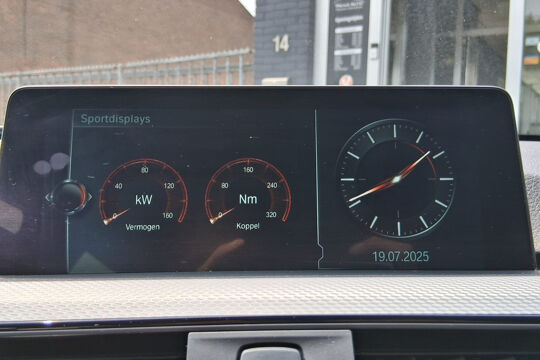 14
Sportdisplays
0
40
80
120
160
kW
Vermogen
0
80
160
240
320
Nm
Koppel
19.07.2025